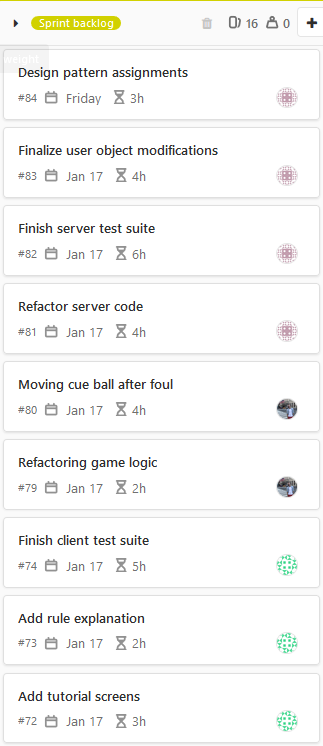 Sprint backlog 16 0
weight
Design pattern assignments
#84 Friday 3h
Finalize user object modifications
#83 Jan 17 4h
Finish server test suite
#82 Jan 17 6h
Refactor server code
#81 Jan 17 4h
Moving cue ball after foul
#80 Jan 17 4h
Refactoring game logic
#79 Jan 17 2h
Finish client test suite
#74 Jan 17 5h
Add rule explanation
#73 Jan 17 2h
Add tutorial screens
#72 Jan 17 3h